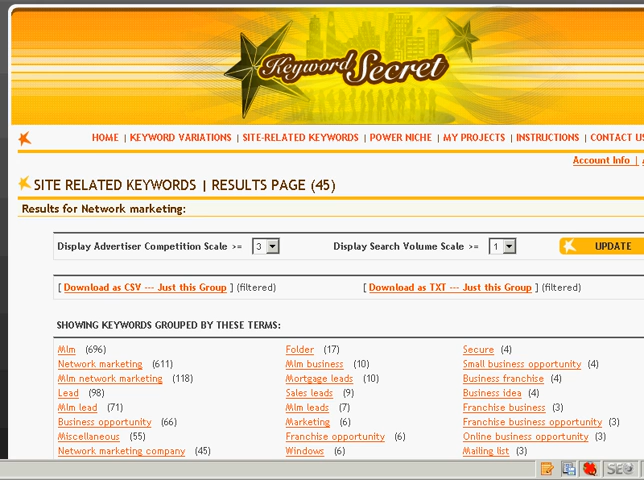 Keyword Secret
HOME | KEYWORD VARIATIONS | SITE-RELATED KEYWORDS | POWER NICHE | MY PROJECTS | INSTRUCTIONS | CONTACT US
Account Info |
SITE RELATED KEYWORDS | RESULTS PAGE (45)
Results for Network marketing:
Display Advertiser Competition Scale >= 3 Display Search Volume Scale >= 1 UPDATE
[ Download as CSV --- Just this Group ] (filtered) [ Download as TXT --- Just this Group ] (filtered)
SHOWING KEYWORDS GROUPED BY THESE TERMS:
Mlm (696) Folder (17) Secure (4)
Network marketing (611) Mlm business (10) Small business opportunity (4)
Mlm network marketing (118) Mortgage leads (10) Business franchise (4)
Lead (98) Sales leads (9) Business idea (4)
Mlm lead (71) Mlm leads (7) Franchise business (3)
Business opportunity (66) Marketing (6) Franchise business opportunity (3)
Miscellaneous (55) Franchise opportunity (6) Online business opportunity (3)
Network marketing company (45) Windows (6) Mailing list (3)
SEO